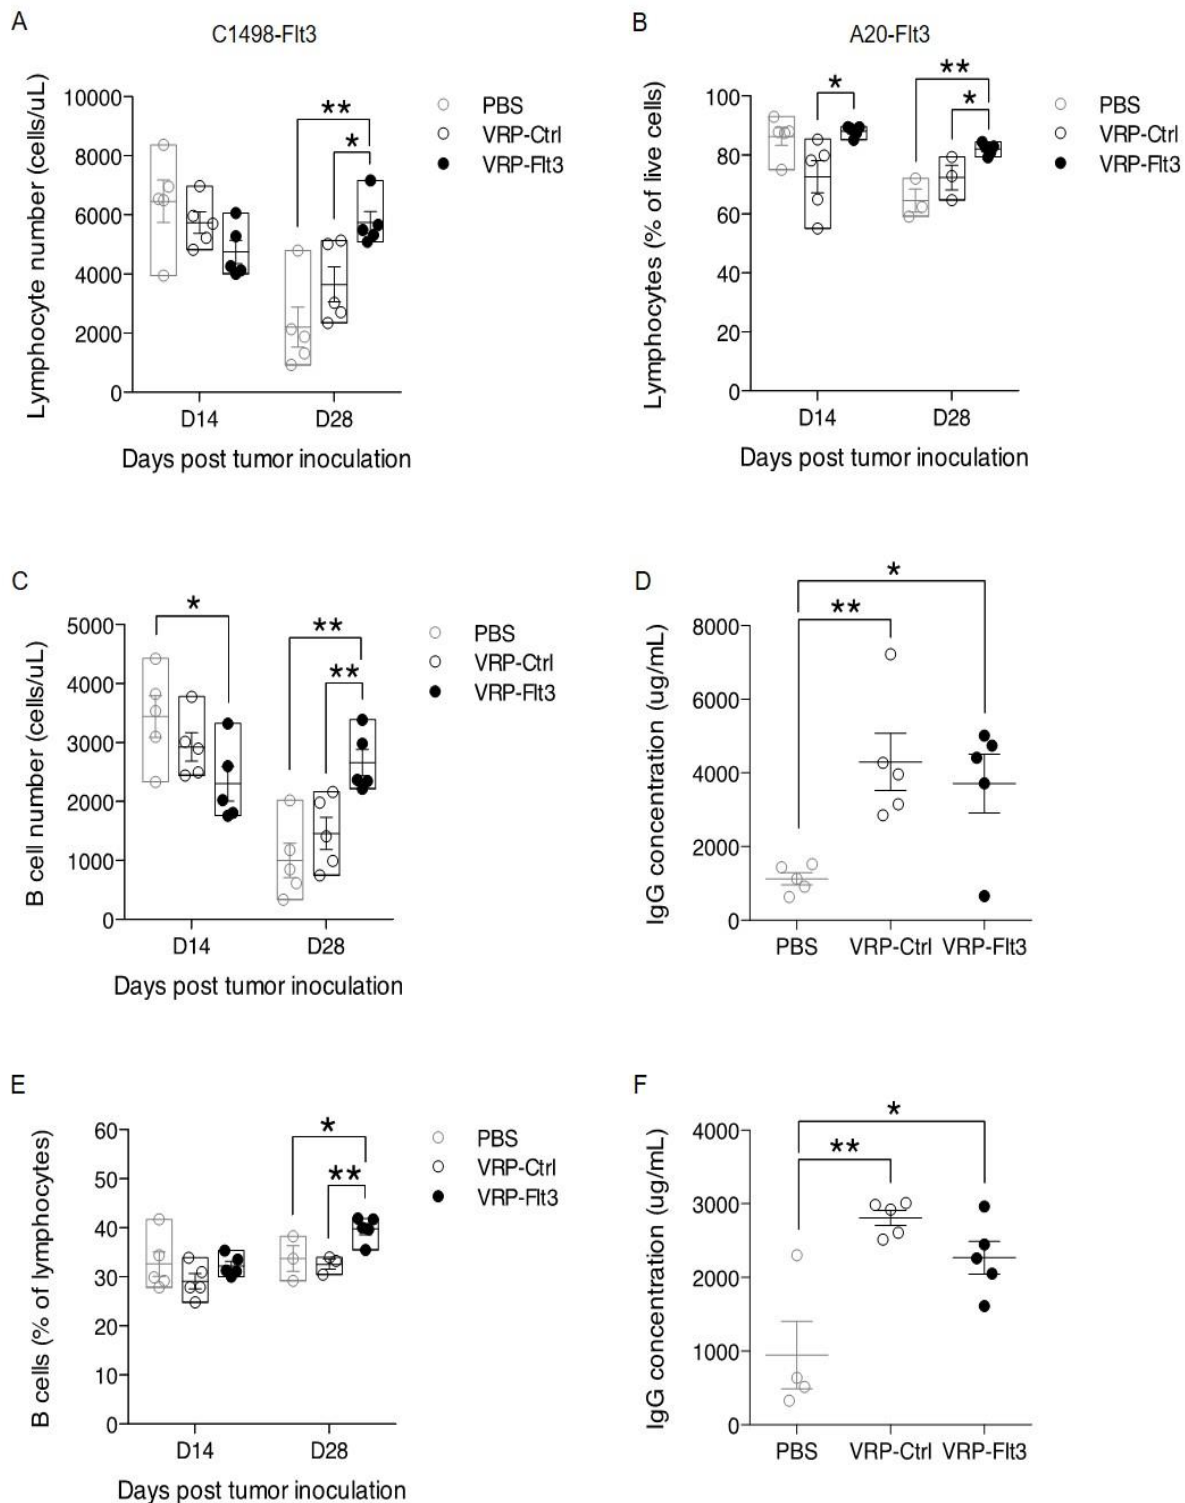 A
C1498-Flt3
Lymphocyte number (cells/uL)
10000
8000
6000
4000
2000
0
**
*
PBS
VRP-Ctrl
VRP-Flt3
D14
D28
Days post tumor inoculation
B
A20-Flt3
Lymphocytes (% of live cells)
100
80
60
40
20
0
*
**
*
PBS
VRP-Ctrl
VRP-Flt3
D14
D28
Days post tumor inoculation
C
B cell number (cells/uL)
5000
4000
3000
2000
1000
0
*
**
**
PBS
VRP-Ctrl
VRP-Flt3
D14
D28
Days post tumor inoculation
D
IgG concentration (ug/mL)
8000
6000
4000
2000
0
*
**
PBS
VRP-Ctrl
VRP-Flt3
E
B cells (% of lymphocytes)
60
50
40
30
20
10
0
*
**
PBS
VRP-Ctrl
VRP-Flt3
D14
D28
Days post tumor inoculation
F
IgG concentration (ug/mL)
4000
3000
2000
1000
0
*
**
PBS
VRP-Ctrl
VRP-Flt3